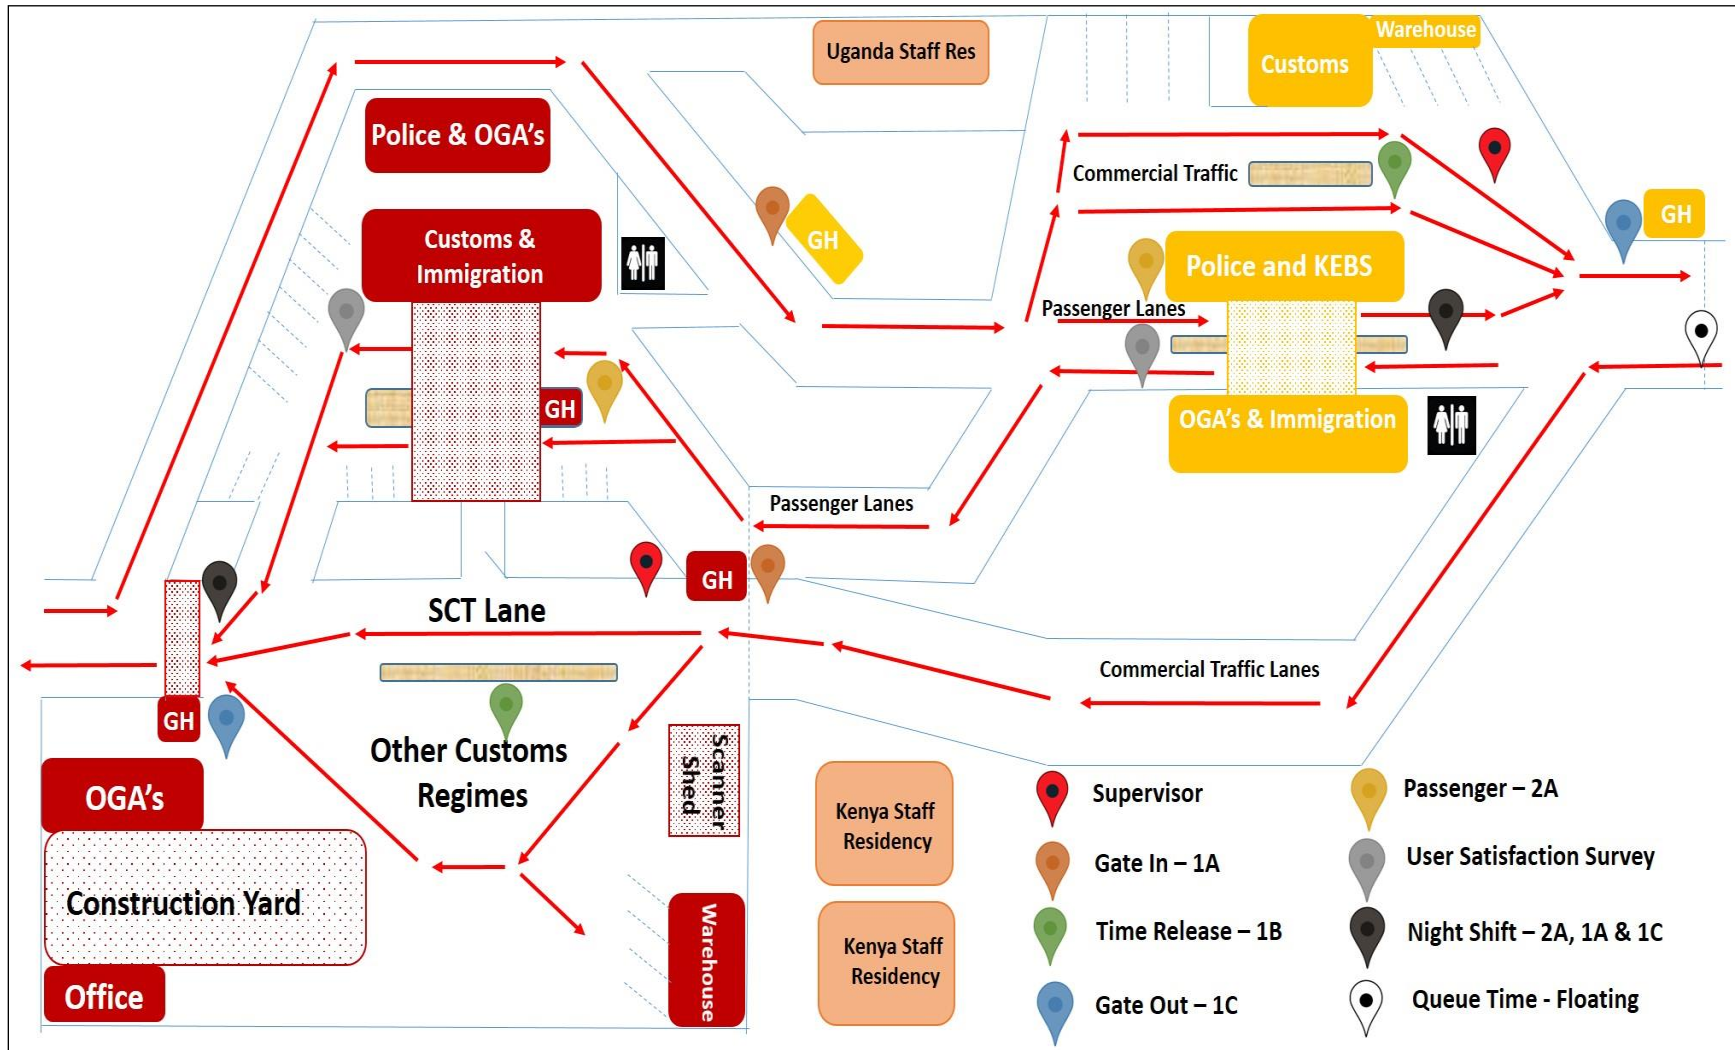 Uganda Staff Res
Warehouse
Customs
Police & OGA's
Commercial Traffic
Customs &
Immigration
GH
GH
Police and KEBS
Passenger Lanes
GH
OGA's & Immigration
Passenger Lanes
GH
SCT Lane
Commercial Traffic Lanes
GH
Other Customs
Regimes
Scanner
Shed
OGA's
Construction Yard
Office
Warehouse
Kenya Staff
Residency
Kenya Staff
Residency
Supervisor
Passenger – 2A
Gate In – 1A
User Satisfaction Survey
Time Release – 1B
Night Shift – 2A, 1A & 1C
Gate Out – 1C
Queue Time - Floating